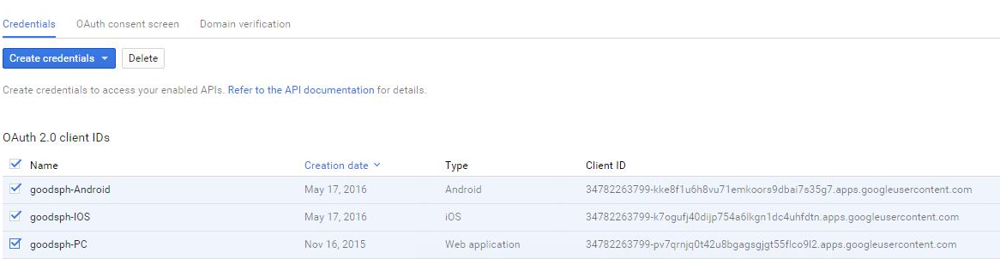 Credentials OAuth consent screen Domain verification
Create credentials Delete
Create credentials to access your enabled APIs. Refer to the API documentation for details.
OAuth 2.0 client IDs
Name Creation date Type Client ID
goodsph-Android May 17, 2016 Android 34782263799-kke8f1u6h8vu71emkoors9dbai7s35g7.apps.googleusercontent.com
goodsph-IOS May 17, 2016 iOS 34782263799-k7ogufj40dijp754a6lkgn1dc4uhfdtn.apps.googleusercontent.com
goodsph-PC Nov 16, 2015 Web application 34782263799-pv7qrnjq0t42u8bgagsgjgt55flco9l2.apps.googleusercontent.com